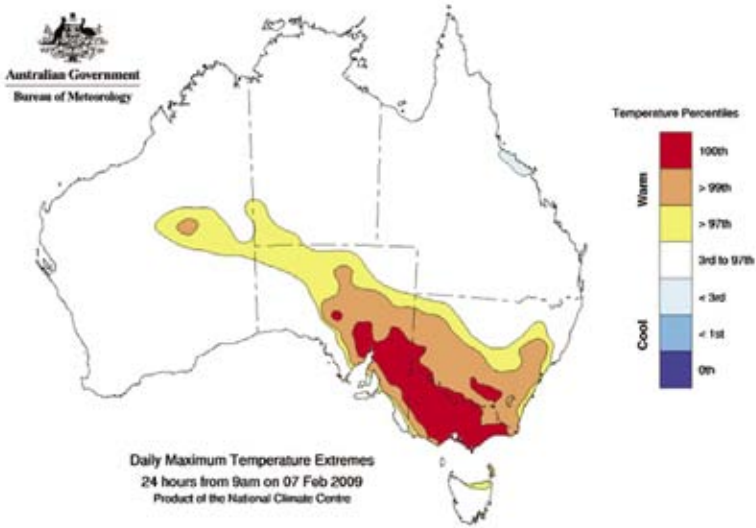 Australian Government
Bureau of Meteorology
Temperature Percentiles
Warm
100th
> 99th
> 97th
3rd to 97th
Cool
< 3rd
< 1st
0th
Daily Maximum Temperature Extremes
24 hours from 9am on 07 Feb 2009
Product of the National Climate Centre